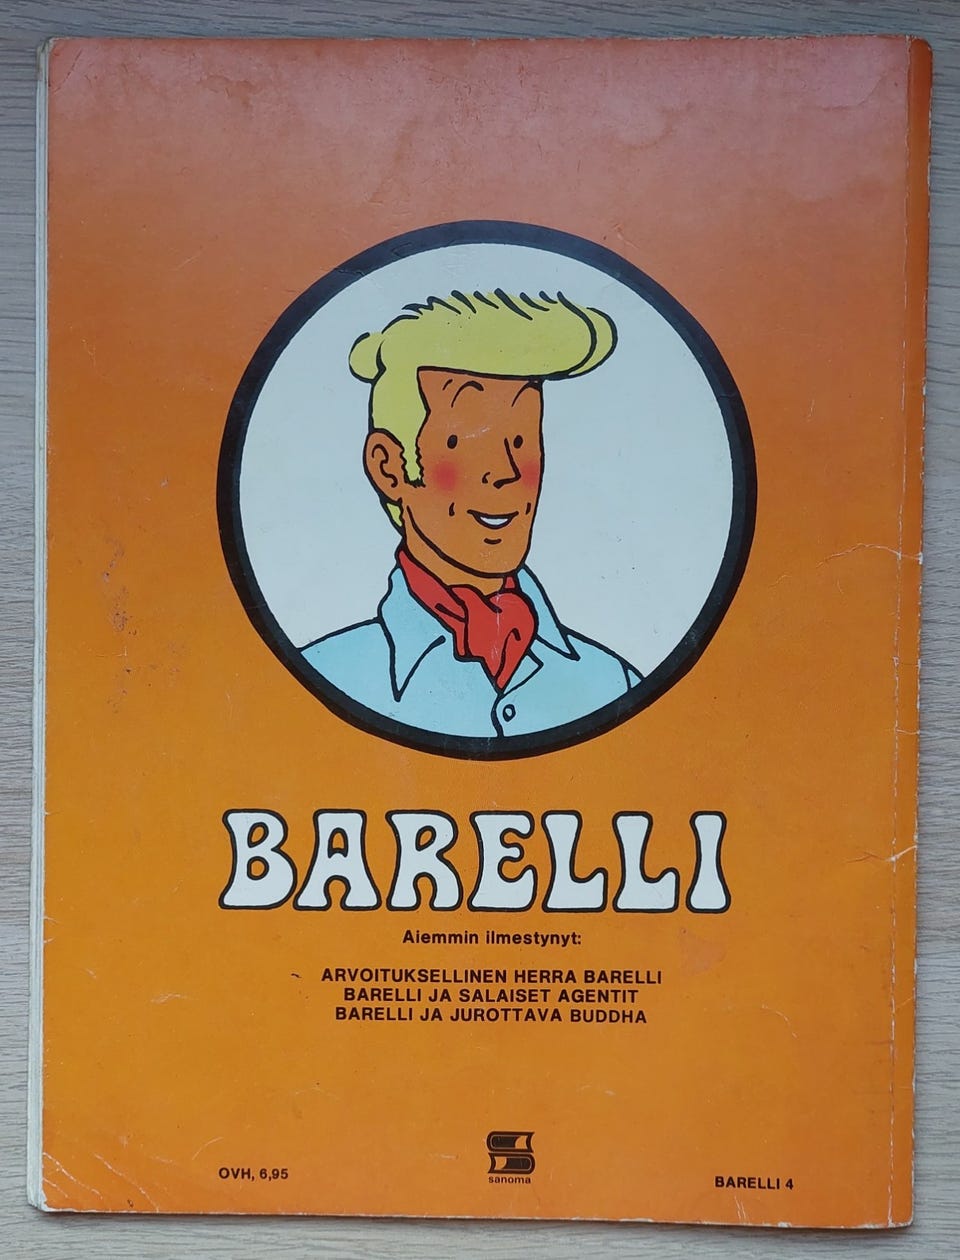 BARELLI
Aiemmin ilmestynyt:
ARVOITUKSELLINEN HERRA BARELLI
BARELLI JA SALAISET AGENTIT
BARELLI JA JUROTTAVA BUDDHA
sanoma
OVH, 6,95
BARELLI 4